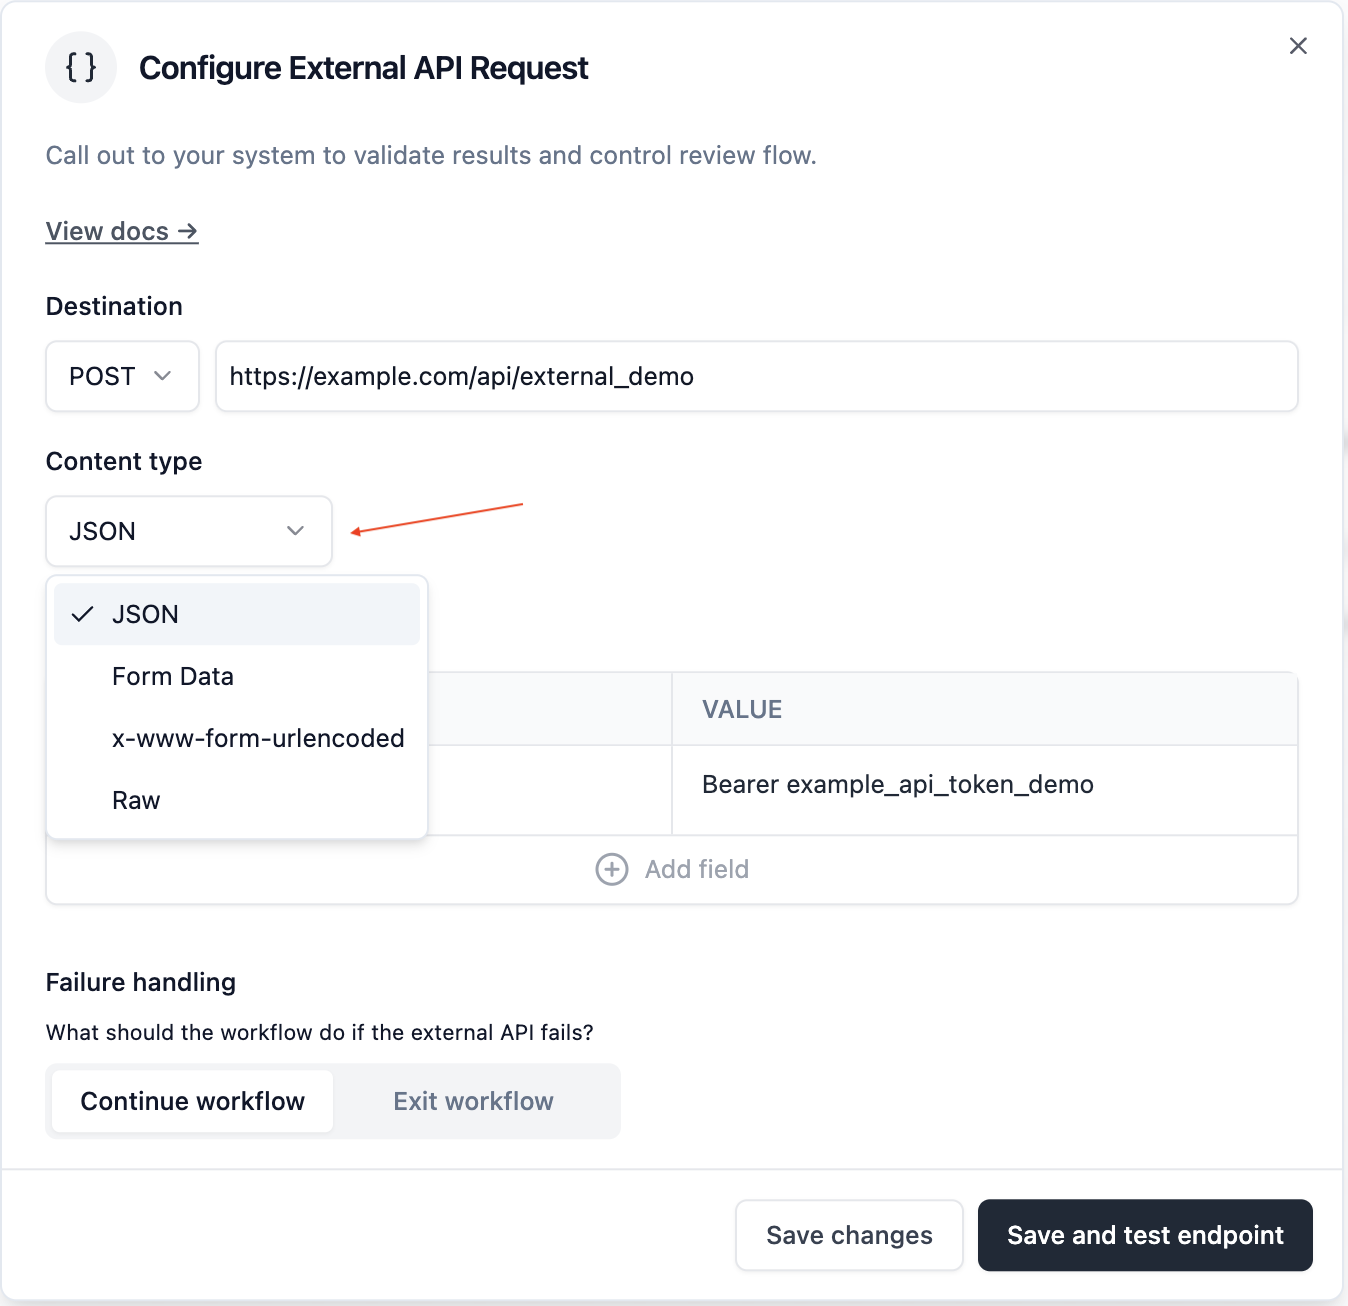 { } Configure External API Request
Call out to your system to validate results and control review flow.
View docs →
Destination
POST
https://example.com/api/external_demo
Content type
JSON
JSON
Form Data
x-www-form-urlencoded
Raw
VALUE
Bearer example_api_token_demo
Add field
Failure handling
What should the workflow do if the external API fails?
Continue workflow
Exit workflow
Save changes
Save and test endpoint